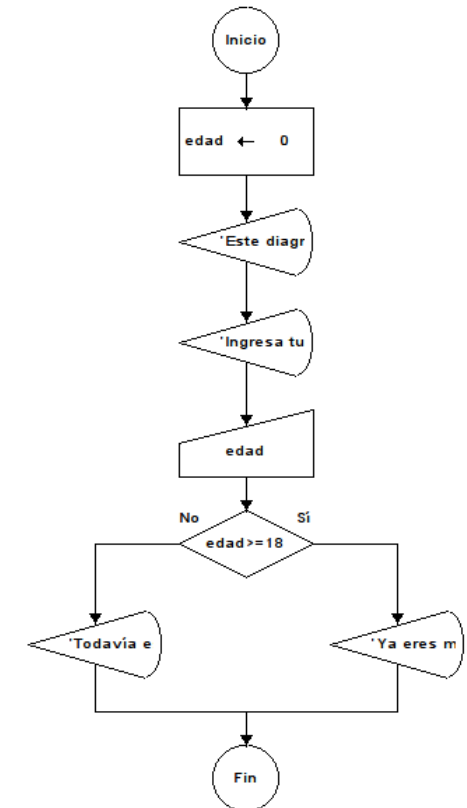 Inicio
edad ← 0
'Este diagr
'Ingresa tu
edad
No
Sí
edad>=18
'Todavía e
'Ya eres m
Fin